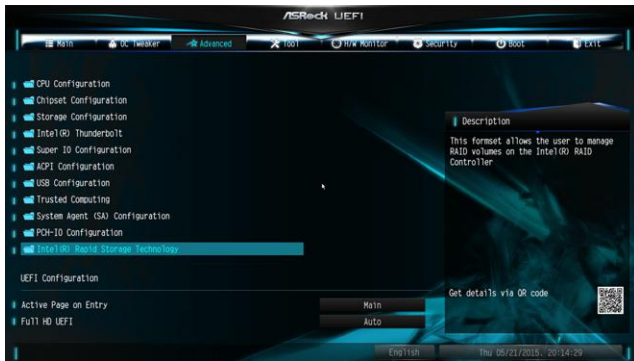 ASRock UEFI
Main OC Tweaker Advanced Tool H/W Monitor Security Boot Exit
CPU Configuration
Chipset Configuration
Storage Configuration
Intel(R) Thunderbolt
Super IO Configuration
ACPI Configuration
USB Configuration
Trusted Computing
System Agent (SA) Configuration
PCH-IO Configuration
Intel(R) Rapid Storage Technology
UEFI Configuration
Active Page on Entry Main
Full HD UEFI Auto
Description
This formset allows the user to manage
RAID volumes on the Intel(R) RAID
Controller
Get details via QR code
English Thu 05/21/2015, 20:14:29